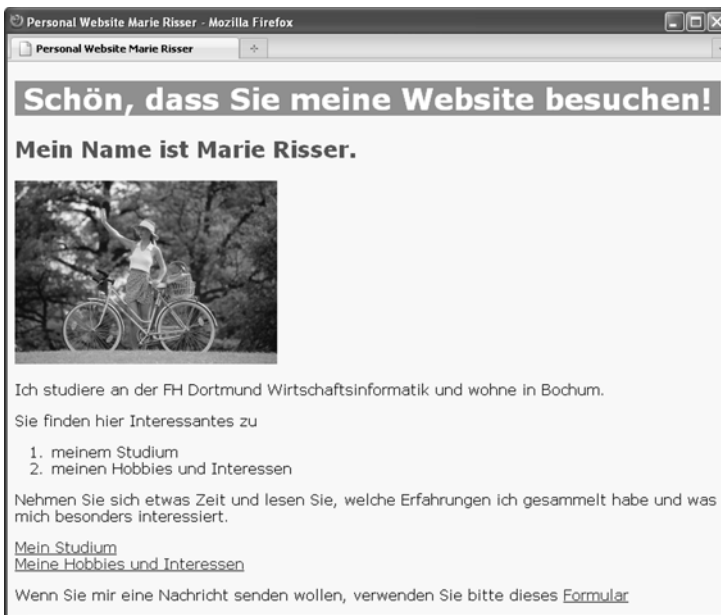 Personal Website Marie Risser - Mozilla Firefox
Personal Website Marie Risser
Schön, dass Sie meine Website besuchen!
Mein Name ist Marie Risser.
Ich studiere an der FH Dortmund Wirtschaftsinformatik und wohne in Bochum.
Sie finden hier Interessantes zu
1. meinem Studium
2. meinen Hobbies und Interessen
Nehmen Sie sich etwas Zeit und lesen Sie, welche Erfahrungen ich gesammelt habe und was
mich besonders interessiert.
Mein Studium
Meine Hobbies und Interessen
Wenn Sie mir eine Nachricht senden wollen, verwenden Sie bitte dieses Formular